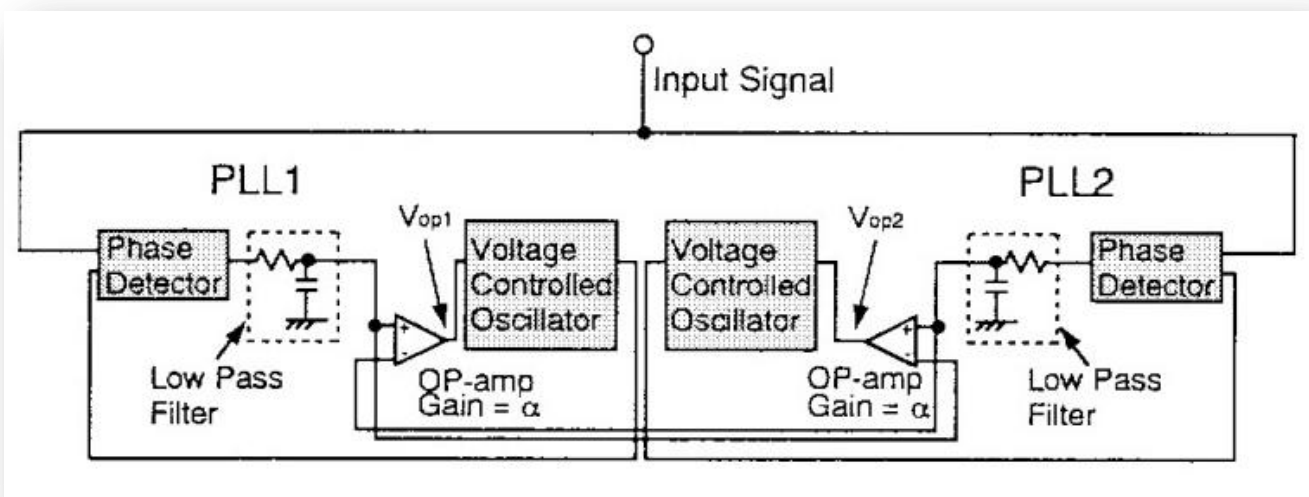 Input Signal
PLL1
PLL2
Vop1
Vop2
Phase
Detector
Voltage
Controlled
Oscillator
Voltage
Controlled
Oscillator
Phase
Detector
+
-
+
-
Low Pass
Filter
OP-amp
Gain = α
OP-amp
Gain = α
Low Pass
Filter